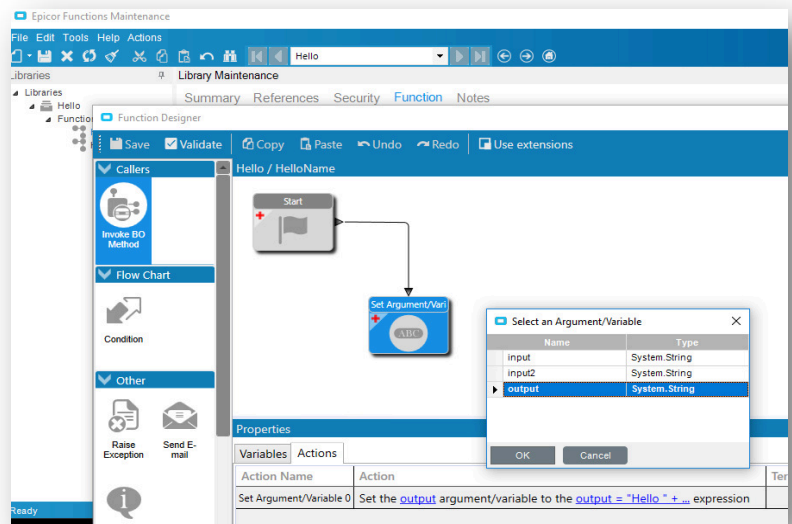 Epicor Functions Maintenance
File Edit Tools Help Actions
Hello
Libraries
Library Maintenance
Libraries
Hello
Summary References Security Function Notes
Function Designer
Save Validate Copy Paste Undo Redo Use extensions
Callers
Hello / HelloName
Start
Invoke BO
Method
Flow Chart
Set Argument/Vari
ABC
Condition
Select an Argument/Variable
Name Type
input System.String
input2 System.String
output System.String
OK Cancel
Other
Raise
Exception
Send E-
mail
Properties
Variables Actions
Action Name Action
Set Argument/Variable 0 Set the output argument/variable to the output = "Hello " + ... expression
Ready